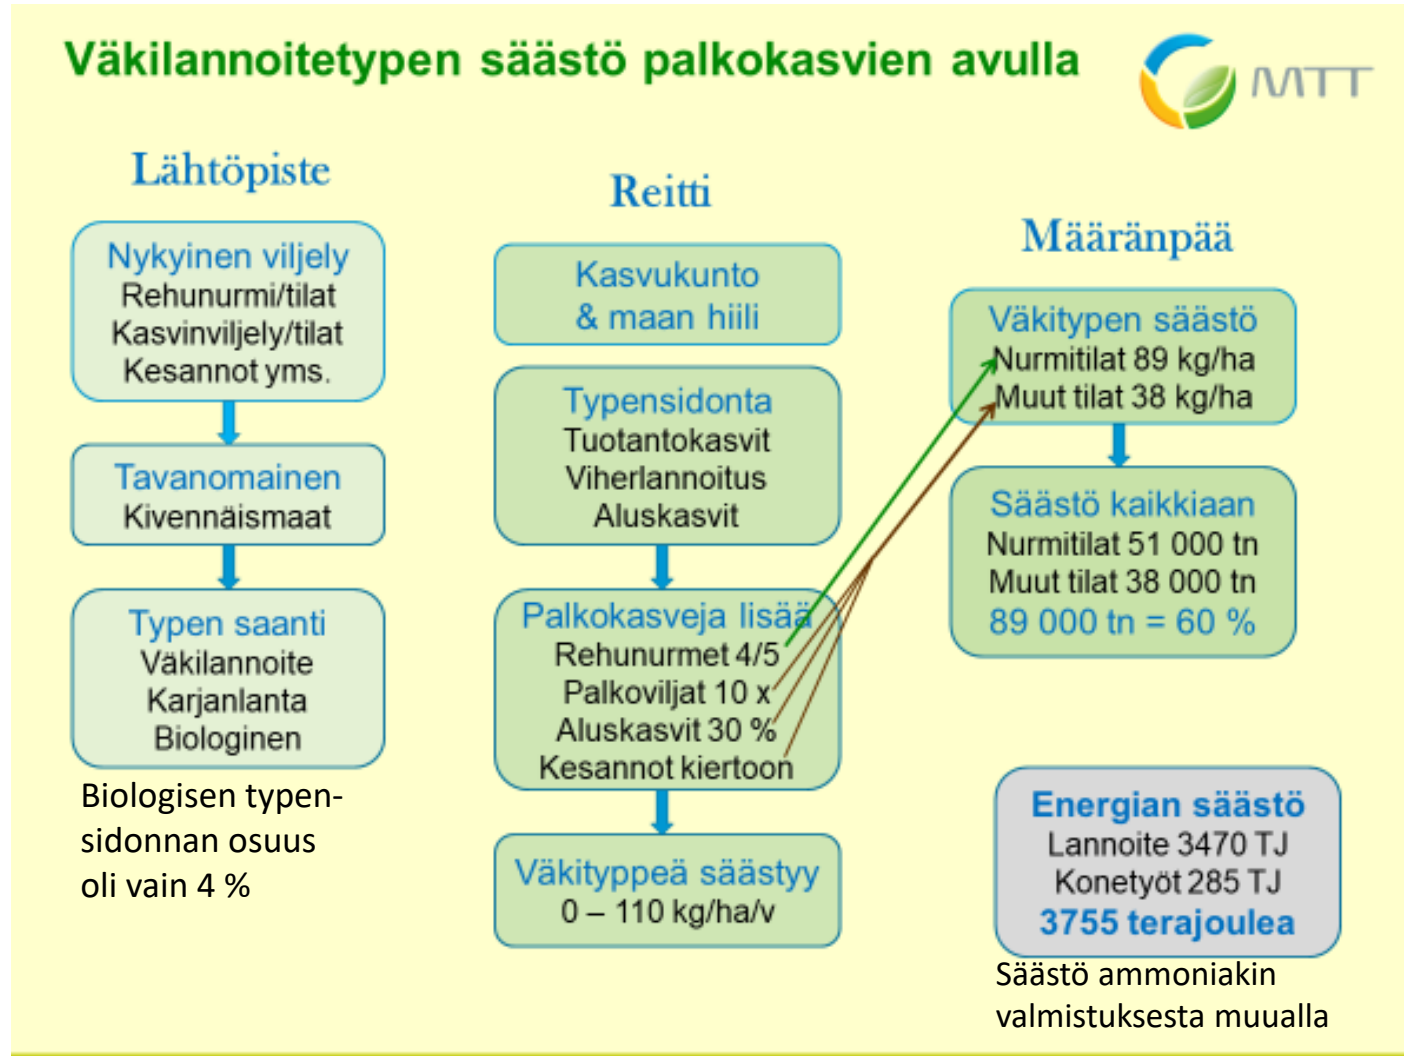 Väkilannoitetypen säästö palkokasvien avulla
MTT
Lähtöpiste
Nykyinen viljely
Rehunurmi/tilat
Kasvinviljely/tilat
Kesannot yms.
Tavanomainen
Kivennäismaat
Typen saanti
Väkilannoite
Karjanlanta
Biologinen
Biologisen typen-
sidonnan osuus
oli vain 4 %
Reitti
Kasvukunto
& maan hiili
Typensidonta
Tuotantokasvit
Viherlannoitus
Aluskasvit
Palkokasveja lisää
Rehunurmet 4/5
Palkoviljat 10 x
Aluskasvit 30 %
Kesannot kiertoon
Väkityppeä säästyy
0 – 110 kg/ha/v
Määränpää
Väkitypen säästö
Nurmitilat 89 kg/ha
Muut tilat 38 kg/ha
Säästö kaikkiaan
Nurmitilat 51 000 tn
Muut tilat 38 000 tn
89 000 tn = 60 %
Energian säästö
Lannoite 3470 TJ
Konetyöt 285 TJ
3755 terajoulea
Säästö ammoniakin
valmistuksesta muualla